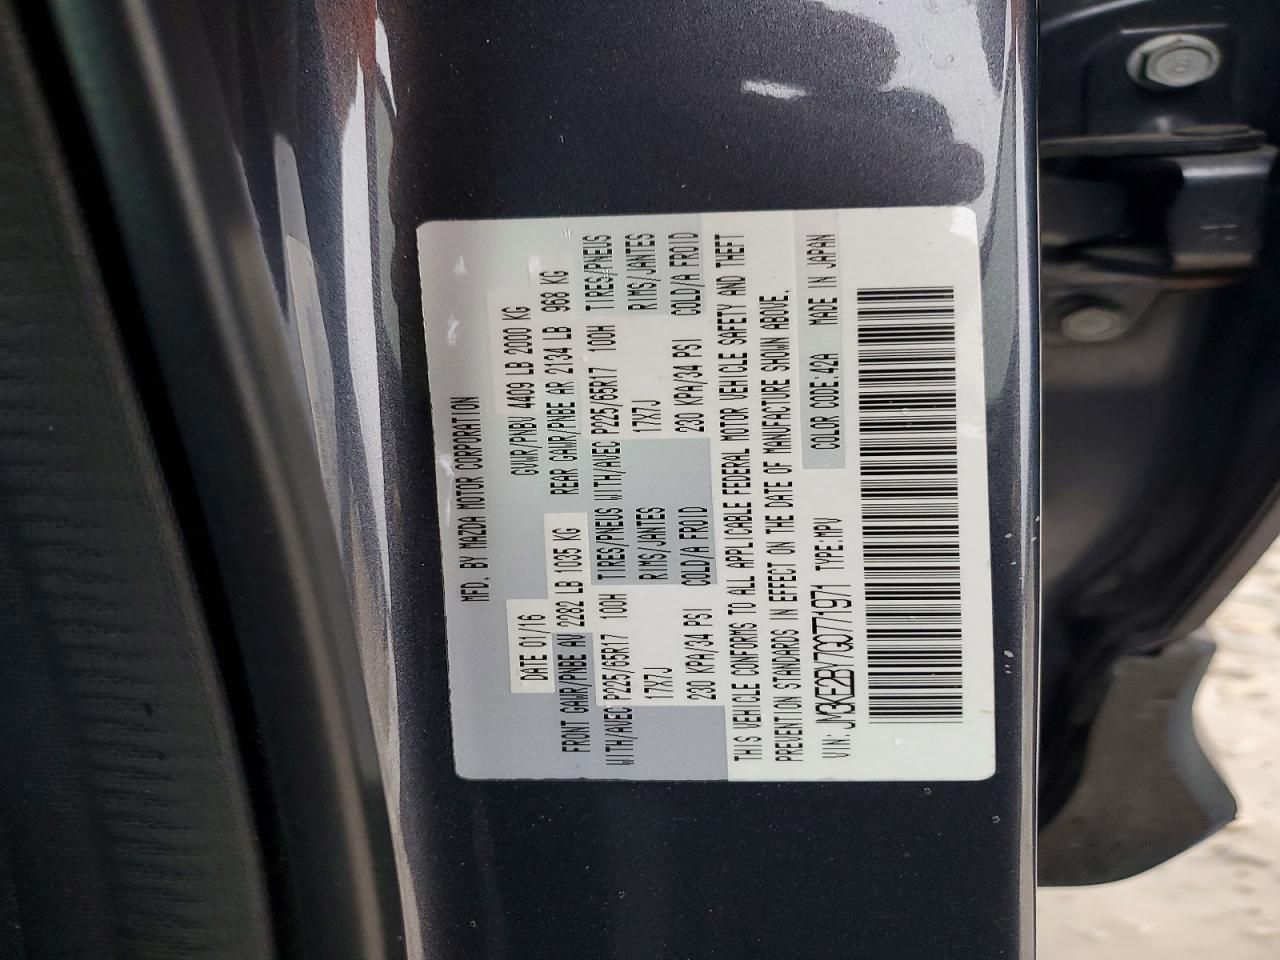 MFD. BY MAZDA MOTOR CORPORATION
DATE 01/16 GVWR/PNBV 4409 LB 2000 KG
FRONT GAWR/PNBE AV 2282 LB 1035 KG REAR GAWR/PNBE AR 2134 LB 968 KG
WITH/AVEC P225/65R17 100H TIRES/PNEUS WITH/AVEC P225/65R17 100H TIRES/PNEUS
17X7J RIMS/JANTES 17X7J RIMS/JANTES
230 KPA/34 PSI COLD/A FROID 230 KPA/34 PSI COLD/A FROID
THIS VEHICLE CONFORMS TO ALL APPLICABLE FEDERAL MOTOR VEHICLE SAFETY AND THEFT
PREVENTION STANDARDS IN EFFECT ON THE DATE OF MANUFACTURE SHOWN ABOVE.
VIN: JM3KE2BY7G0771971 TYPE:MPV COLOR CODE:42A MADE IN JAPAN